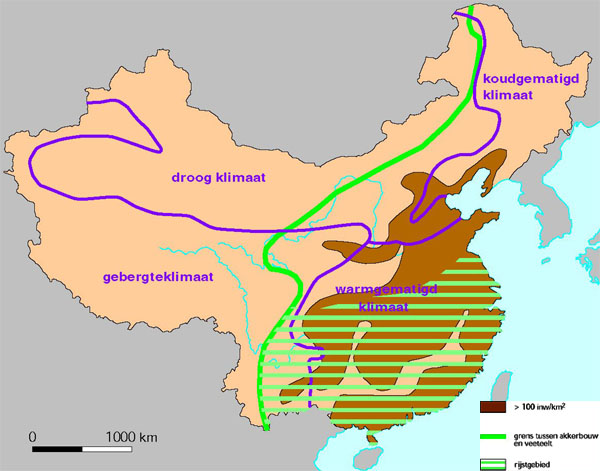 koudgematigd
klimaat
droog klimaat
gebergteklimaat
warmgematigd
klimaat
0
1000 km
> 100 inw/km²
grens tussen akkerbouw
en veeteelt
rijstgebied